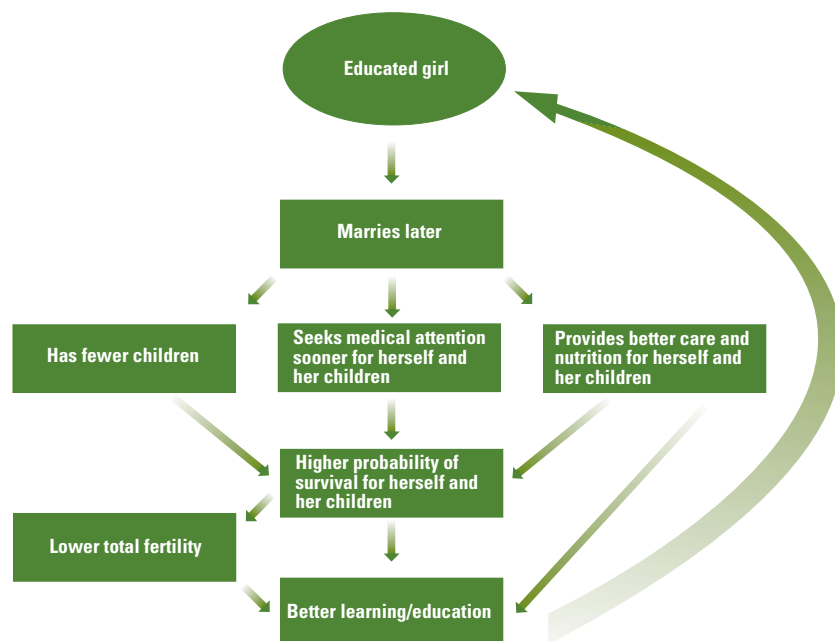 Educated girl
Marries later
Has fewer children
Seeks medical attention
sooner for herself and
her children
Provides better care and
nutrition for herself and
her children
Higher probability of
survival for herself and
her children
Lower total fertility
Better learning/education